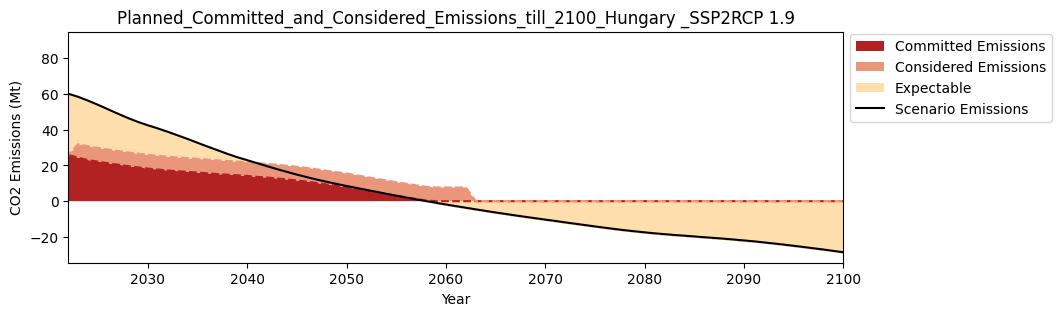 Planned_Committed_and_Considered_Emissions_till_2100_Hungary _SSP2RCP 1.9
Committed Emissions
Considered Emissions
Expectable
Scenario Emissions
CO2 Emissions (Mt)
80
60
40
20
0
−20
2030
2040
2050
2060
2070
2080
2090
2100
Year